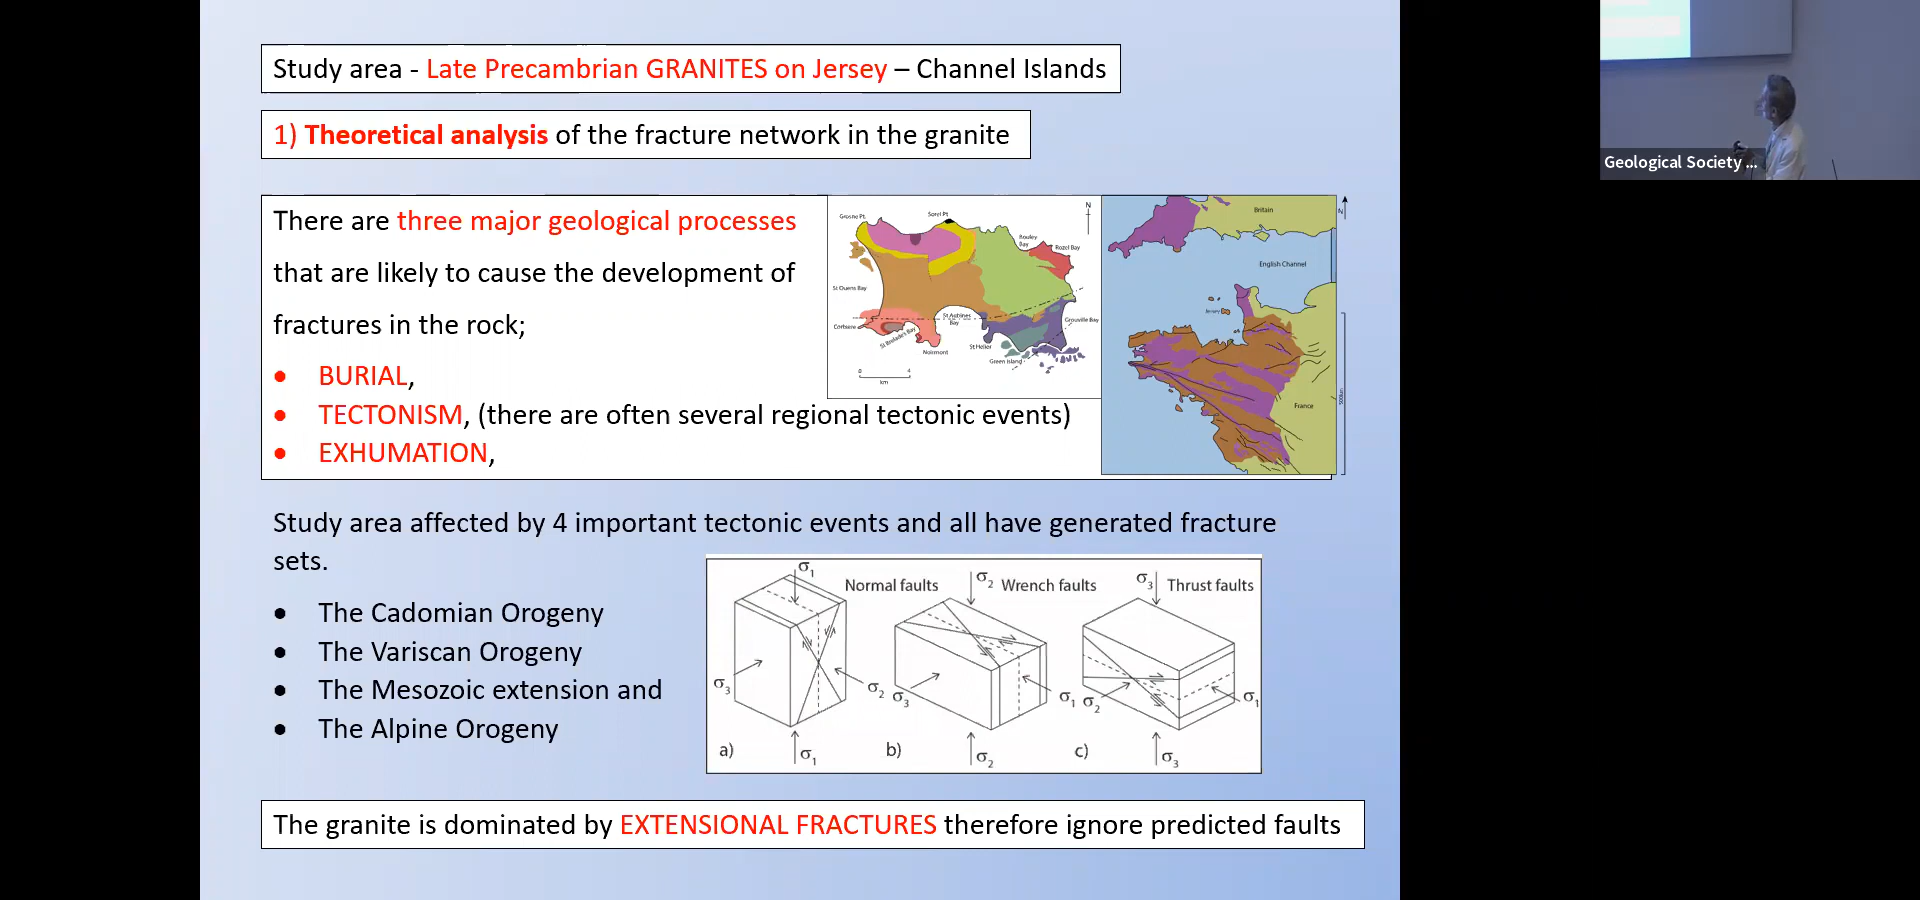 Study area - Late Precambrian GRANITES on Jersey – Channel Islands
1) Theoretical analysis of the fracture network in the granite
There are three major geological processes
that are likely to cause the development of
fractures in the rock;
• BURIAL,
• TECTONISM, (there are often several regional tectonic events)
• EXHUMATION,
Grosne Pt.
Sorel Pt
N
Bouley
Bay
Rozel Bay
St Ouens Bay
Corbiere
St Brelades Bay
Noirmont
St Aubins
Bay
St Helier
Green Island
Grouville Bay
0 4
km
Britain
N
English Channel
Jersey
France
500km
Study area affected by 4 important tectonic events and all have generated fracture
sets.
• The Cadomian Orogeny
• The Variscan Orogeny
• The Mesozoic extension and
• The Alpine Orogeny
σ1 Normal faults
σ3
σ2
a) σ1
σ2 Wrench faults
σ3
σ1
b) σ2
σ3 Thrust faults
σ2
σ1
c) σ3
The granite is dominated by EXTENSIONAL FRACTURES therefore ignore predicted faults
Geological Society ...